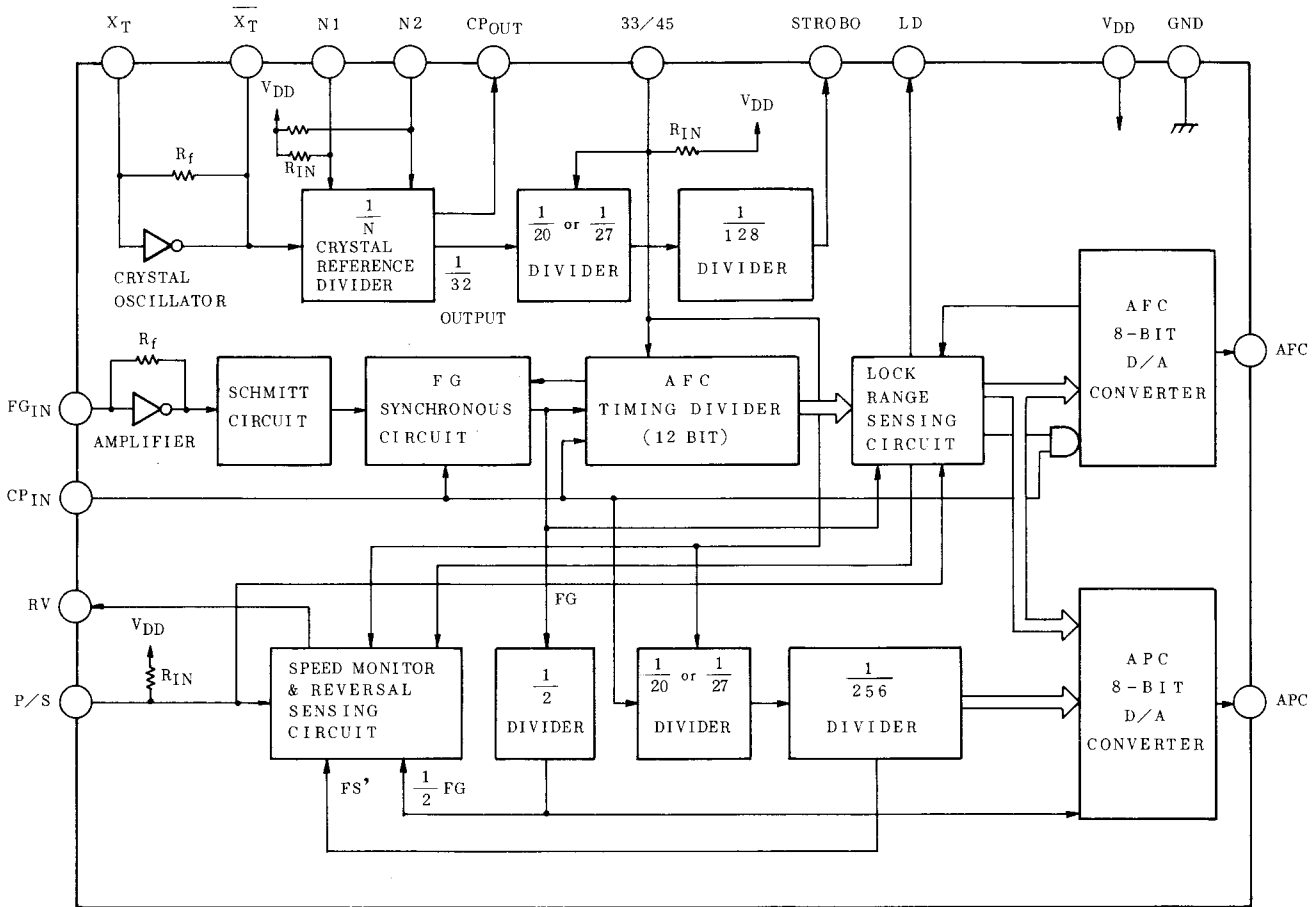 XT
X̅T̅
N1
N2
CPOUT
33/45
STROBO
LD
VDD
GND
VDD
RIN
Rf
VDD
RIN
1/N
CRYSTAL
REFERENCE
DIVIDER
1/32
OUTPUT
1/20 or 1/27
DIVIDER
1/128
DIVIDER
CRYSTAL
OSCILLATOR
Rf
FGIN
AMPLIFIER
SCHMITT
CIRCUIT
FG
SYNCHRONOUS
CIRCUIT
AFC
TIMING DIVIDER
(12 BIT)
LOCK
RANGE
SENSING
CIRCUIT
AFC
8-BIT
D/A
CONVERTER
AFC
CPIN
RV
VDD
RIN
P/S
FG
SPEED MONITOR
& REVERSAL
SENSING
CIRCUIT
1/2
DIVIDER
1/20 or 1/27
DIVIDER
1/256
DIVIDER
APC
8-BIT
D/A
CONVERTER
APC
FS'
1/2 FG